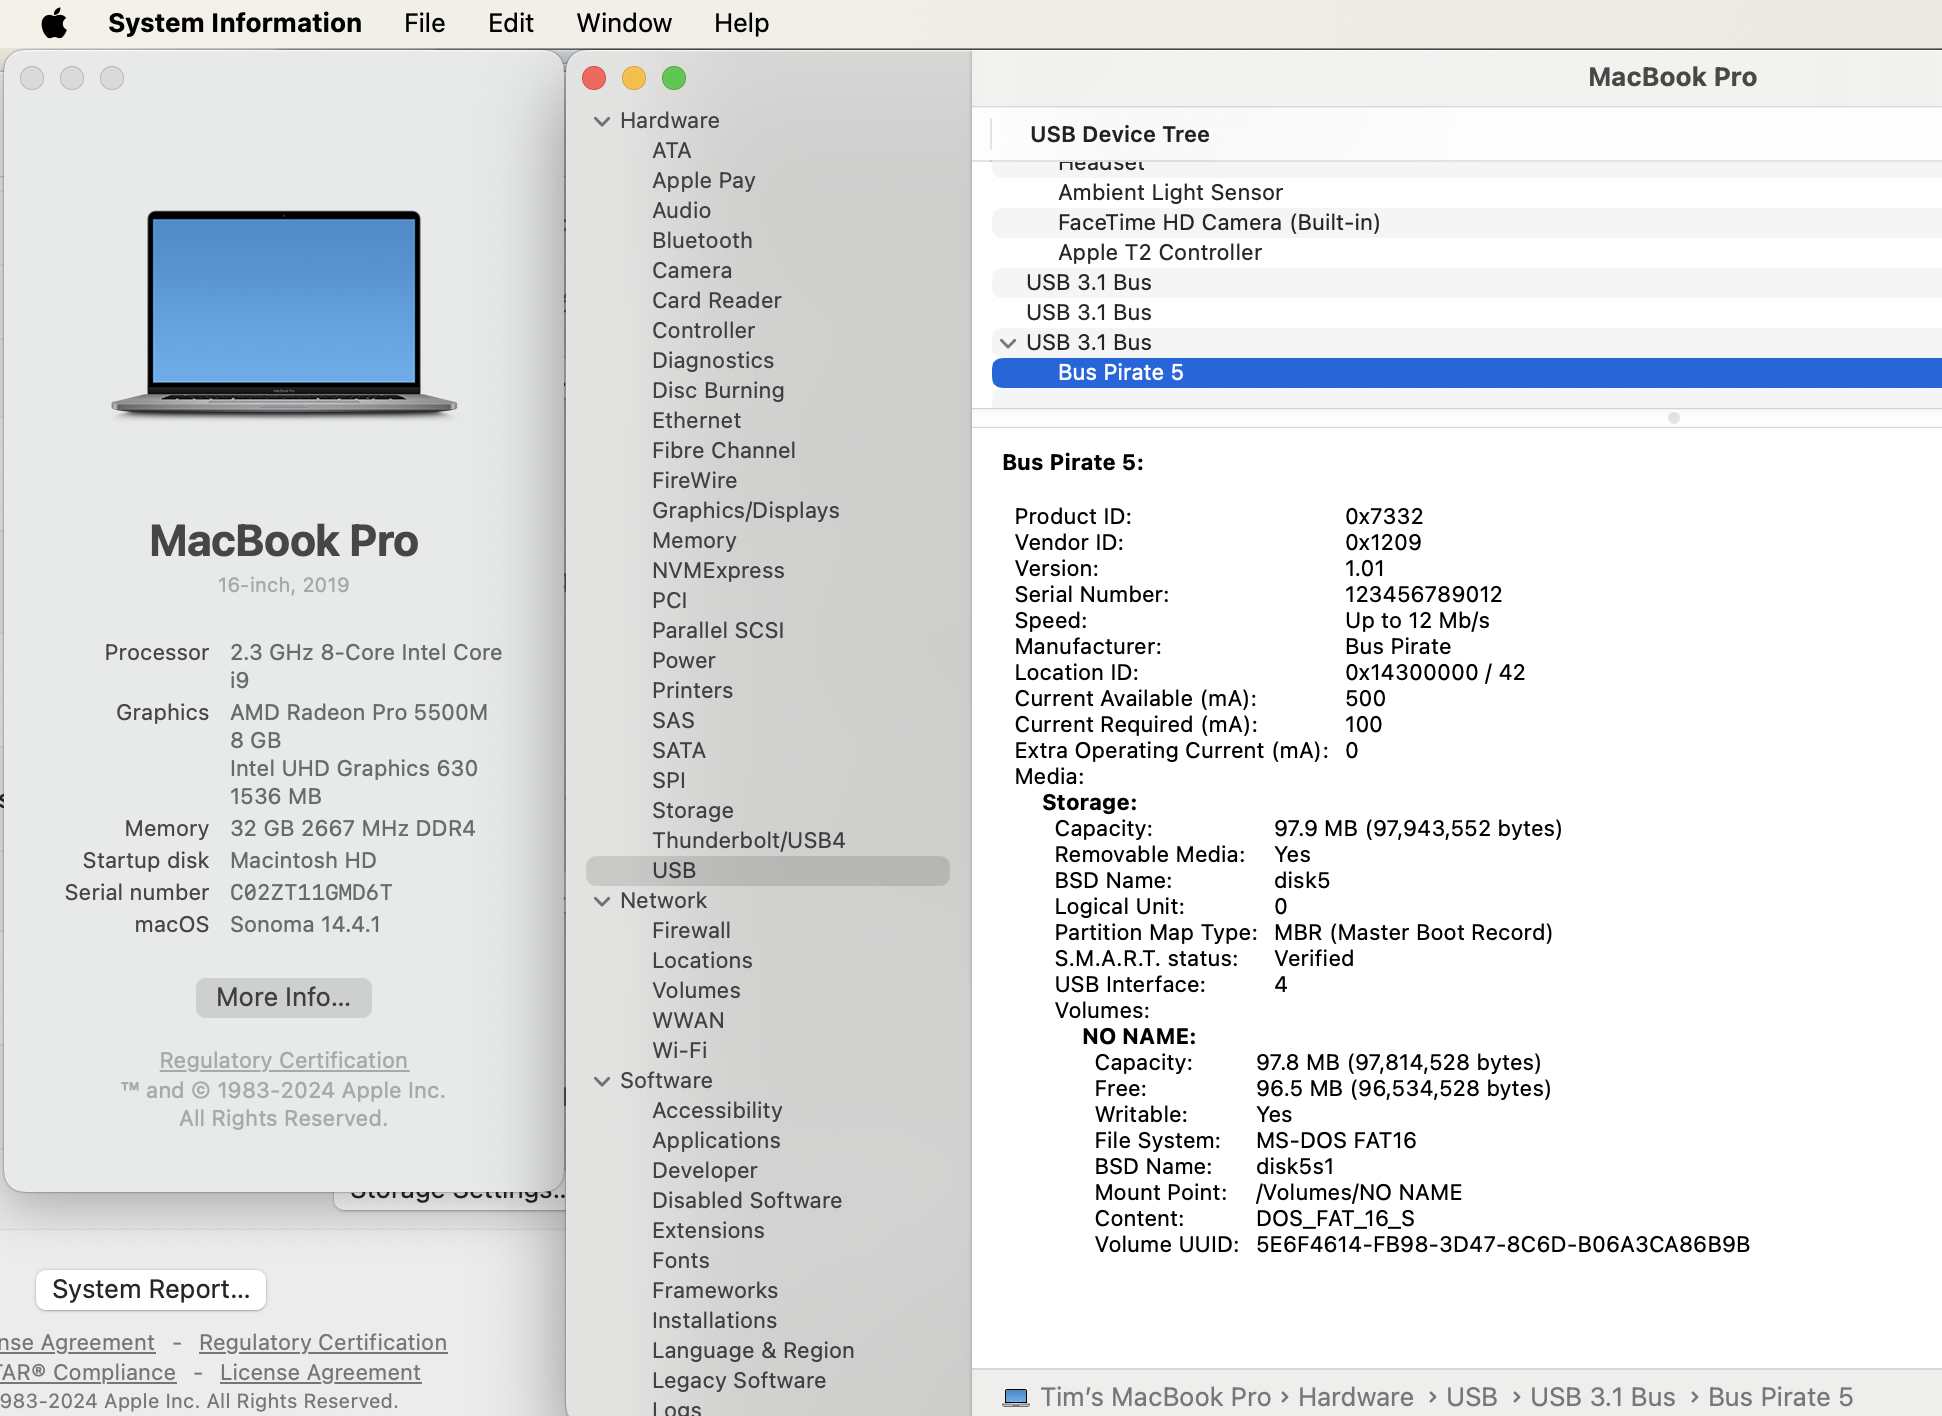 System Information File Edit Window Help
MacBook Pro
16-inch, 2019
Processor 2.3 GHz 8-Core Intel Core
i9
Graphics AMD Radeon Pro 5500M
8 GB
Intel UHD Graphics 630
1536 MB
Memory 32 GB 2667 MHz DDR4
Startup disk Macintosh HD
Serial number C02ZT11GMD6T
macOS Sonoma 14.4.1
More Info...
Regulatory Certification
™ and © 1983-2024 Apple Inc.
All Rights Reserved.
Storage Settings..
System Report...
nse Agreement - Regulatory Certification
TAR® Compliance - License Agreement
983-2024 Apple Inc. All Rights Reserved.
Hardware
ATA
Apple Pay
Audio
Bluetooth
Camera
Card Reader
Controller
Diagnostics
Disc Burning
Ethernet
Fibre Channel
FireWire
Graphics/Displays
Memory
NVMExpress
PCI
Parallel SCSI
Power
Printers
SAS
SATA
SPI
Storage
Thunderbolt/USB4
USB
Network
Firewall
Locations
Volumes
WWAN
Wi-Fi
Software
Accessibility
Applications
Developer
Disabled Software
Extensions
Fonts
Frameworks
Installations
Language & Region
Legacy Software
Logs
MacBook Pro
USB Device Tree
Headset
Ambient Light Sensor
FaceTime HD Camera (Built-in)
Apple T2 Controller
USB 3.1 Bus
USB 3.1 Bus
USB 3.1 Bus
Bus Pirate 5
Bus Pirate 5:
Product ID: 0x7332
Vendor ID: 0x1209
Version: 1.01
Serial Number: 123456789012
Speed: Up to 12 Mb/s
Manufacturer: Bus Pirate
Location ID: 0x14300000 / 42
Current Available (mA): 500
Current Required (mA): 100
Extra Operating Current (mA): 0
Media:
Storage:
Capacity: 97.9 MB (97,943,552 bytes)
Removable Media: Yes
BSD Name: disk5
Logical Unit: 0
Partition Map Type: MBR (Master Boot Record)
S.M.A.R.T. status: Verified
USB Interface: 4
Volumes:
NO NAME:
Capacity: 97.8 MB (97,814,528 bytes)
Free: 96.5 MB (96,534,528 bytes)
Writable: Yes
File System: MS-DOS FAT16
BSD Name: disk5s1
Mount Point: /Volumes/NO NAME
Content: DOS_FAT_16_S
Volume UUID: 5E6F4614-FB98-3D47-8C6D-B06A3CA86B9B
Tim's MacBook Pro › Hardware › USB › USB 3.1 Bus › Bus Pirate 5